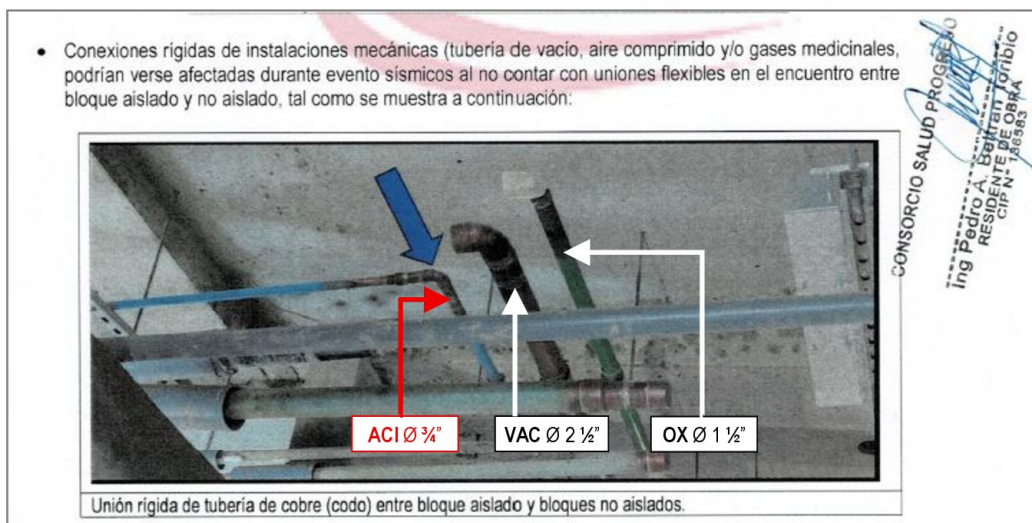 • Conexiones rígidas de instalaciones mecánicas (tubería de vacío, aire comprimido y/o gases medicinales,
podrían verse afectadas durante evento sísmicos al no contar con uniones flexibles en el encuentro entre
bloque aislado y no aislado, tal como se muestra a continuación:
ACI Ø ¾"
VAC Ø 2 ½"
OX Ø 1 ½"
Unión rígida de tubería de cobre (codo) entre bloque aislado y bloques no aislados.
CONSORCIO SALUD PROGRESO
Ing Pedro A. Beltran Toribio
RESIDENTE DE OBRA
CIP N° 136583